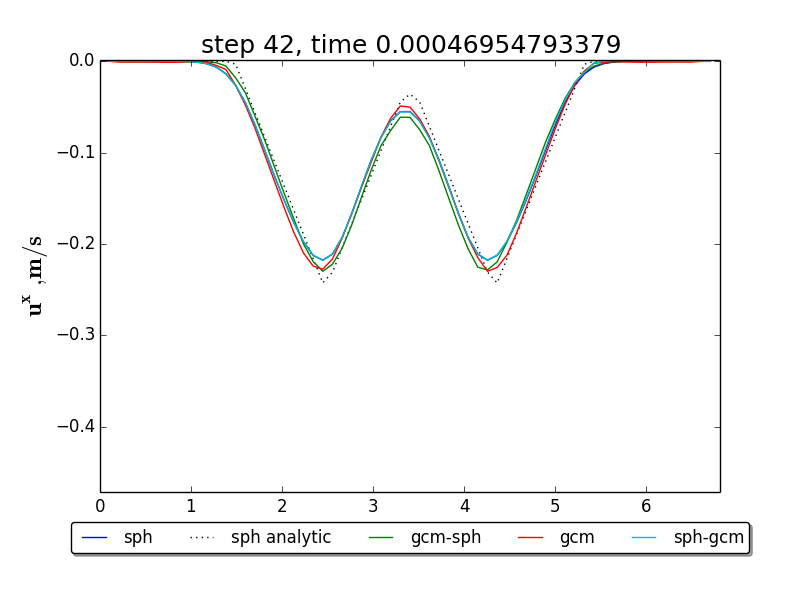 step 42, time 0.00046954793379
0.0
−0.1
−0.2
−0.3
−0.4
u^x ,m/s
0 1 2 3 4 5 6
sph sph analytic gcm-sph gcm sph-gcm